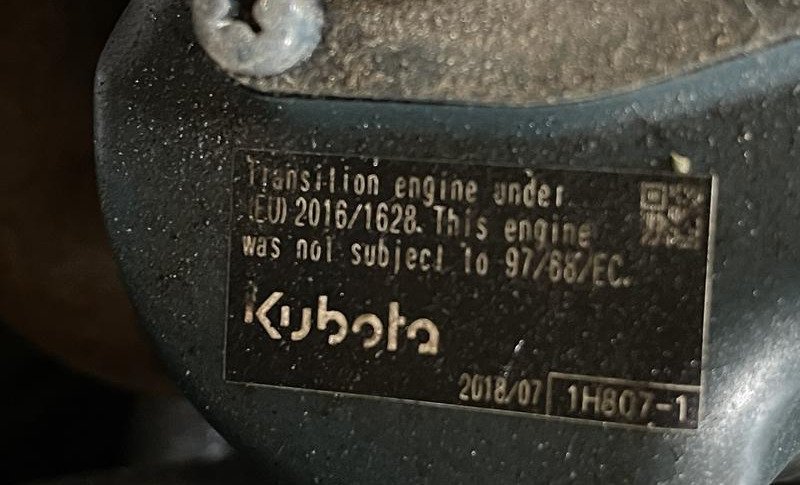 Transition engine under
(EU) 2016/1628. This engine
was not subject to 97/68/EC.
Kubota
2018/07 1H807-1